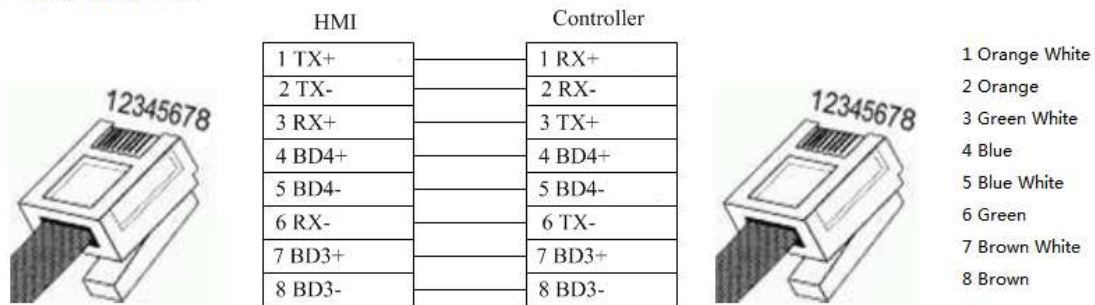 HMI
Controller
1 TX+
1 RX+
2 TX-
2 RX-
3 RX+
3 TX+
4 BD4+
4 BD4+
5 BD4-
5 BD4-
6 RX-
6 TX-
7 BD3+
7 BD3+
8 BD3-
8 BD3-
12345678
12345678
1 Orange White
2 Orange
3 Green White
4 Blue
5 Blue White
6 Green
7 Brown White
8 Brown